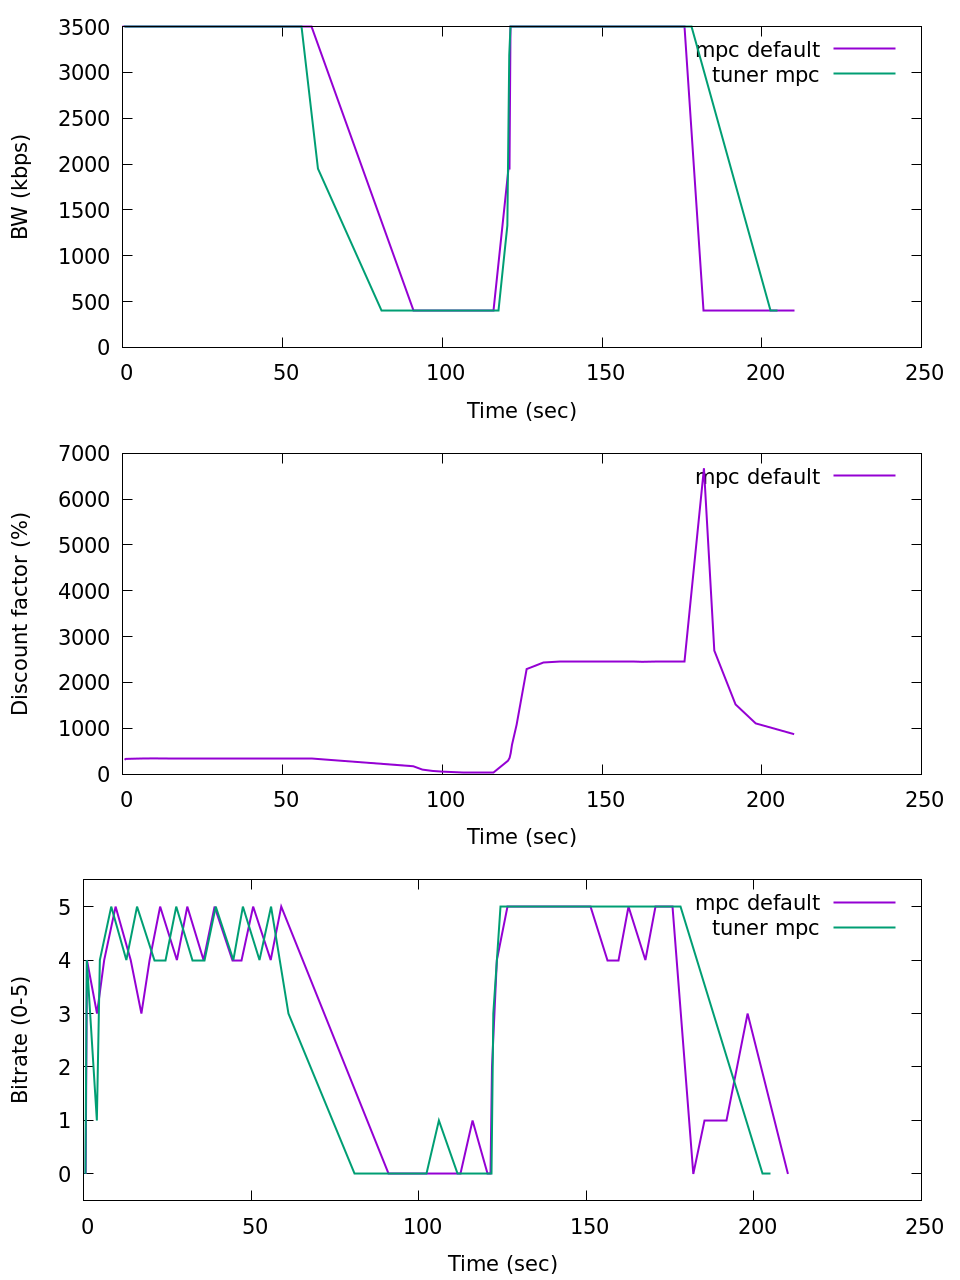 3500
3000
2500
2000
1500
1000
500
0
BW (kbps)
mpc default
tuner mpc
0 50 100 150 200 250
Time (sec)
7000
6000
5000
4000
3000
2000
1000
0
Discount factor (%)
mpc default
0 50 100 150 200 250
Time (sec)
5
4
3
2
1
0
Bitrate (0-5)
mpc default
tuner mpc
0 50 100 150 200 250
Time (sec)